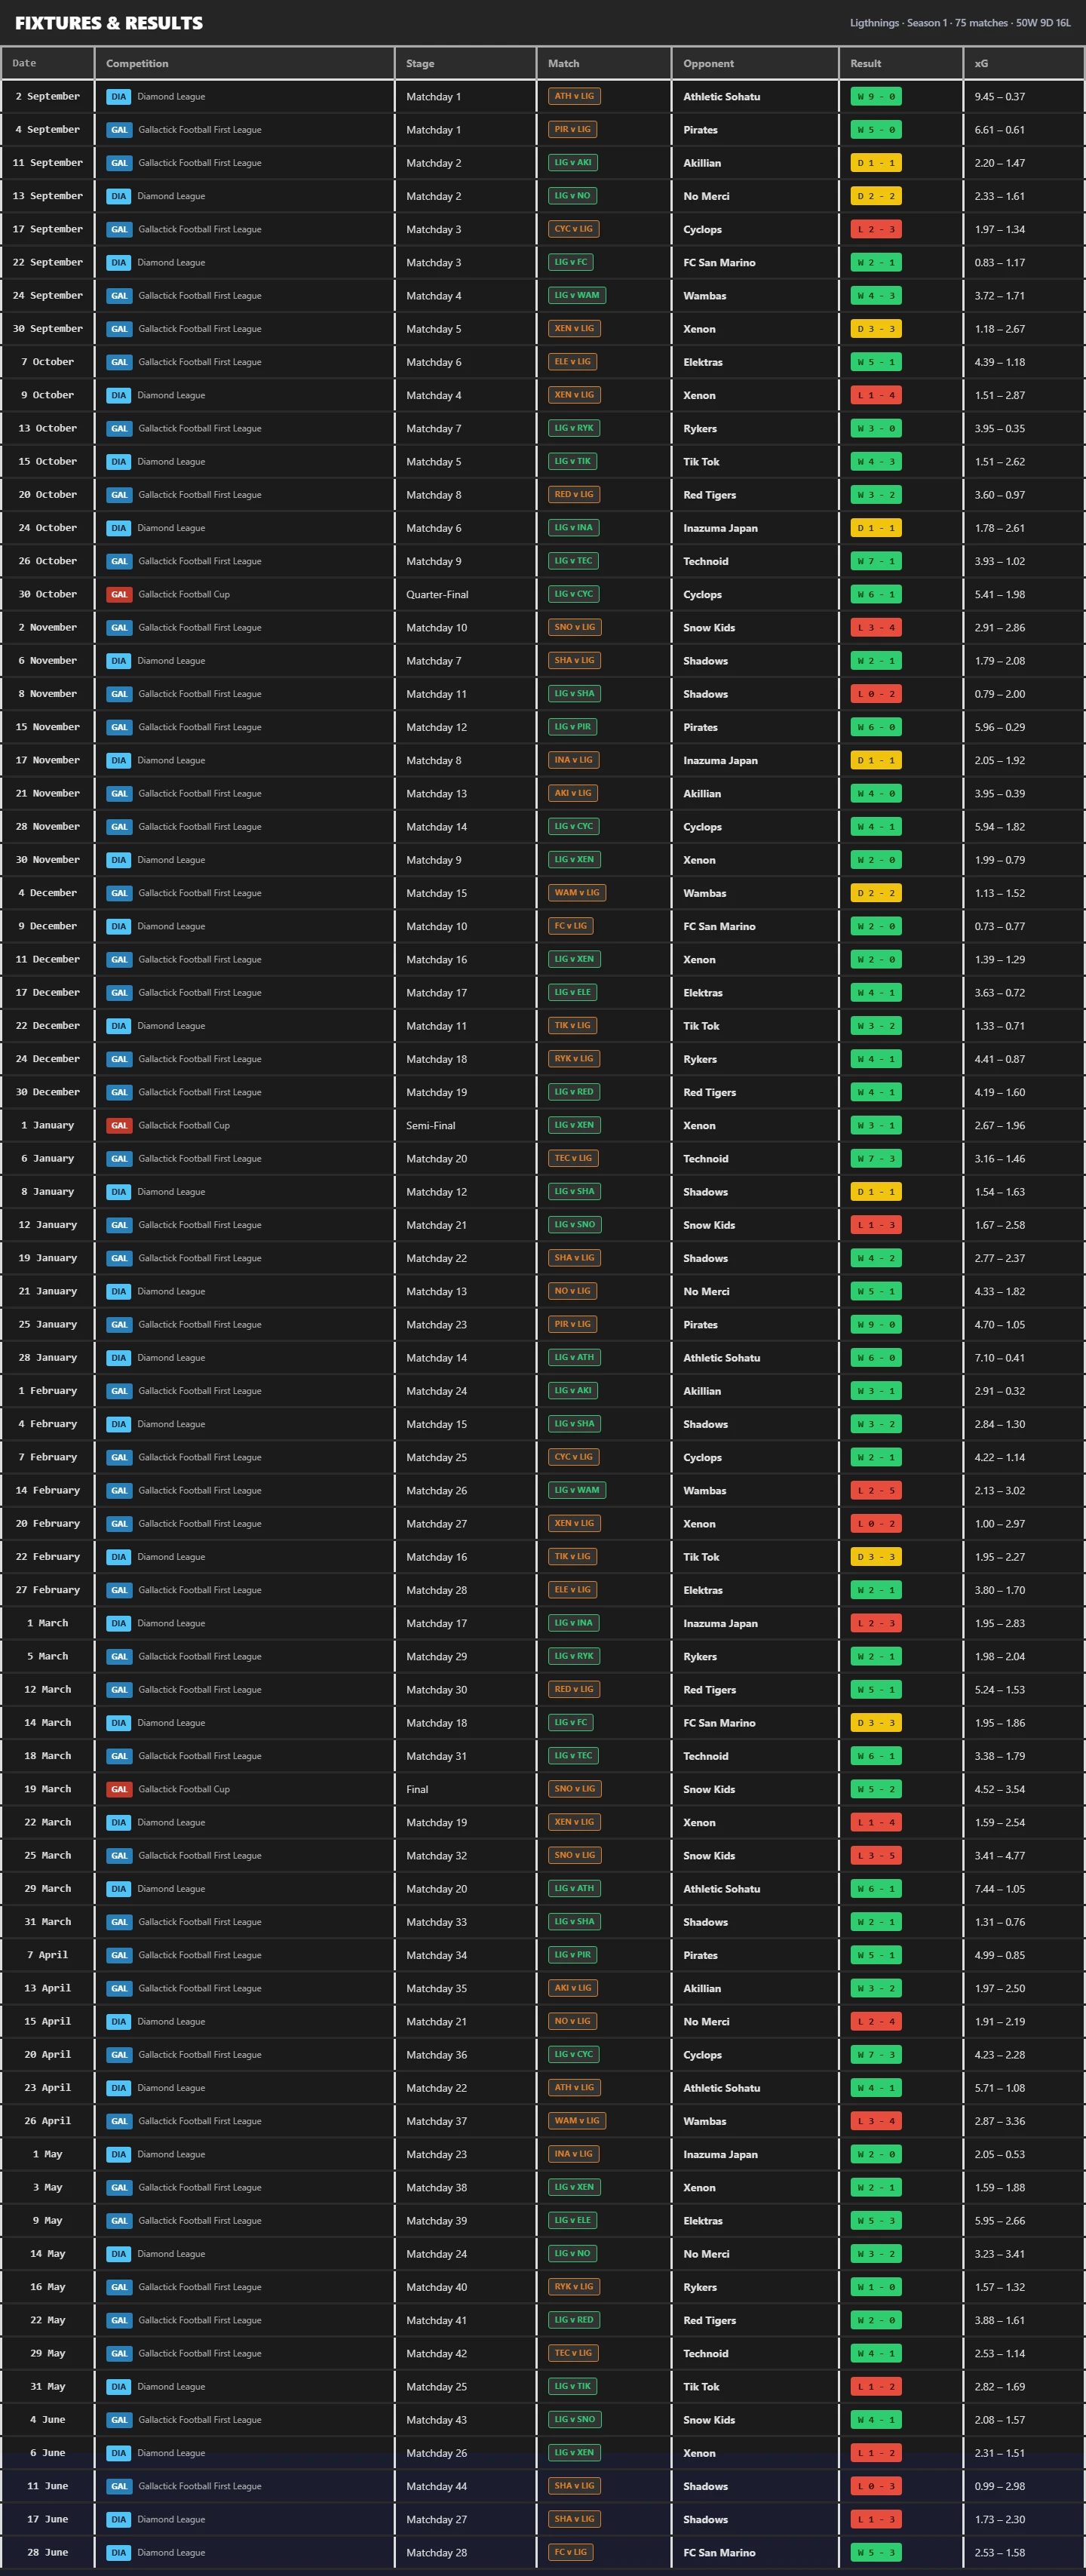 FIXTURES & RESULTS Ligthnings · Season 1 · 75 matches · 50W 9D 16L
Date Competition Stage Match Opponent Result xG
2 September DIA Diamond League Matchday 1 ATH v LIG Athletic Sohatu W 9 - 0 9.45 – 0.37
4 September GAL Gallactick Football First League Matchday 1 PIR v LIG Pirates W 5 - 0 6.61 – 0.61
11 September GAL Gallactick Football First League Matchday 2 LIG v AKI Akillian D 1 - 1 2.20 – 1.47
13 September DIA Diamond League Matchday 2 LIG v NO No Merci D 2 - 2 2.33 – 1.61
17 September GAL Gallactick Football First League Matchday 3 CYC v LIG Cyclops L 2 - 3 1.97 – 1.34
22 September DIA Diamond League Matchday 3 LIG v FC FC San Marino W 2 - 1 0.83 – 1.17
24 September GAL Gallactick Football First League Matchday 4 LIG v WAM Wambas W 4 - 3 3.72 – 1.71
30 September GAL Gallactick Football First League Matchday 5 XEN v LIG Xenon D 3 - 3 1.18 – 2.67
7 October GAL Gallactick Football First League Matchday 6 ELE v LIG Elektras W 5 - 1 4.39 – 1.18
9 October DIA Diamond League Matchday 4 XEN v LIG Xenon L 1 - 4 1.51 – 2.87
13 October GAL Gallactick Football First League Matchday 7 LIG v RYK Rykers W 3 - 0 3.95 – 0.35
15 October DIA Diamond League Matchday 5 LIG v TIK Tik Tok W 4 - 3 1.51 – 2.62
20 October GAL Gallactick Football First League Matchday 8 RED v LIG Red Tigers W 3 - 2 3.60 – 0.97
24 October DIA Diamond League Matchday 6 LIG v INA Inazuma Japan D 1 - 1 1.78 – 2.61
26 October GAL Gallactick Football First League Matchday 9 LIG v TEC Technoid W 7 - 1 3.93 – 1.02
30 October GAL Gallactick Football Cup Quarter-Final LIG v CYC Cyclops W 6 - 1 5.41 – 1.98
2 November GAL Gallactick Football First League Matchday 10 SNO v LIG Snow Kids L 3 - 4 2.91 – 2.86
6 November DIA Diamond League Matchday 7 SHA v LIG Shadows W 2 - 1 1.79 – 2.08
8 November GAL Gallactick Football First League Matchday 11 LIG v SHA Shadows L 0 - 2 0.79 – 2.00
15 November GAL Gallactick Football First League Matchday 12 LIG v PIR Pirates W 6 - 0 5.96 – 0.29
17 November DIA Diamond League Matchday 8 INA v LIG Inazuma Japan D 1 - 1 2.05 – 1.92
21 November GAL Gallactick Football First League Matchday 13 AKI v LIG Akillian W 4 - 0 3.95 – 0.39
28 November GAL Gallactick Football First League Matchday 14 LIG v CYC Cyclops W 4 - 1 5.94 – 1.82
30 November DIA Diamond League Matchday 9 LIG v XEN Xenon W 2 - 0 1.99 – 0.79
4 December GAL Gallactick Football First League Matchday 15 WAM v LIG Wambas D 2 - 2 1.13 – 1.52
9 December DIA Diamond League Matchday 10 FC v LIG FC San Marino W 2 - 0 0.73 – 0.77
11 December GAL Gallactick Football First League Matchday 16 LIG v XEN Xenon W 2 - 0 1.39 – 1.29
17 December GAL Gallactick Football First League Matchday 17 LIG v ELE Elektras W 4 - 1 3.63 – 0.72
22 December DIA Diamond League Matchday 11 TIK v LIG Tik Tok W 3 - 2 1.33 – 0.71
24 December GAL Gallactick Football First League Matchday 18 RYK v LIG Rykers W 4 - 1 4.41 – 0.87
30 December GAL Gallactick Football First League Matchday 19 LIG v RED Red Tigers W 4 - 1 4.19 – 1.60
1 January GAL Gallactick Football Cup Semi-Final LIG v XEN Xenon W 3 - 1 2.67 – 1.96
6 January GAL Gallactick Football First League Matchday 20 TEC v LIG Technoid W 7 - 3 3.16 – 1.46
8 January DIA Diamond League Matchday 12 LIG v SHA Shadows D 1 - 1 1.54 – 1.63
12 January GAL Gallactick Football First League Matchday 21 LIG v SNO Snow Kids L 1 - 3 1.67 – 2.58
19 January GAL Gallactick Football First League Matchday 22 SHA v LIG Shadows W 4 - 2 2.77 – 2.37
21 January DIA Diamond League Matchday 13 NO v LIG No Merci W 5 - 1 4.33 – 1.82
25 January GAL Gallactick Football First League Matchday 23 PIR v LIG Pirates W 9 - 0 4.70 – 1.05
28 January DIA Diamond League Matchday 14 LIG v ATH Athletic Sohatu W 6 - 0 7.10 – 0.41
1 February GAL Gallactick Football First League Matchday 24 LIG v AKI Akillian W 3 - 1 2.91 – 0.32
4 February DIA Diamond League Matchday 15 LIG v SHA Shadows W 3 - 2 2.84 – 1.30
7 February GAL Gallactick Football First League Matchday 25 CYC v LIG Cyclops W 2 - 1 4.22 – 1.14
14 February GAL Gallactick Football First League Matchday 26 LIG v WAM Wambas L 2 - 5 2.13 – 3.02
20 February GAL Gallactick Football First League Matchday 27 XEN v LIG Xenon L 0 - 2 1.00 – 2.97
22 February DIA Diamond League Matchday 16 TIK v LIG Tik Tok D 3 - 3 1.95 – 2.27
27 February GAL Gallactick Football First League Matchday 28 ELE v LIG Elektras W 2 - 1 3.80 – 1.70
1 March DIA Diamond League Matchday 17 LIG v INA Inazuma Japan L 2 - 3 1.95 – 2.83
5 March GAL Gallactick Football First League Matchday 29 LIG v RYK Rykers W 2 - 1 1.98 – 2.04
12 March GAL Gallactick Football First League Matchday 30 RED v LIG Red Tigers W 5 - 1 5.24 – 1.53
14 March DIA Diamond League Matchday 18 LIG v FC FC San Marino D 3 - 3 1.95 – 1.86
18 March GAL Gallactick Football First League Matchday 31 LIG v TEC Technoid W 6 - 1 3.38 – 1.79
19 March GAL Gallactick Football Cup Final SNO v LIG Snow Kids W 5 - 2 4.52 – 3.54
22 March DIA Diamond League Matchday 19 XEN v LIG Xenon L 1 - 4 1.59 – 2.54
25 March GAL Gallactick Football First League Matchday 32 SNO v LIG Snow Kids L 3 - 5 3.41 – 4.77
29 March DIA Diamond League Matchday 20 LIG v ATH Athletic Sohatu W 6 - 1 7.44 – 1.05
31 March GAL Gallactick Football First League Matchday 33 LIG v SHA Shadows W 2 - 1 1.31 – 0.76
7 April GAL Gallactick Football First League Matchday 34 LIG v PIR Pirates W 5 - 1 4.99 – 0.85
13 April GAL Gallactick Football First League Matchday 35 AKI v LIG Akillian W 3 - 2 1.97 – 2.50
15 April DIA Diamond League Matchday 21 NO v LIG No Merci L 2 - 4 1.91 – 2.19
20 April GAL Gallactick Football First League Matchday 36 LIG v CYC Cyclops W 7 - 3 4.23 – 2.28
23 April DIA Diamond League Matchday 22 ATH v LIG Athletic Sohatu W 4 - 1 5.71 – 1.08
26 April GAL Gallactick Football First League Matchday 37 WAM v LIG Wambas L 3 - 4 2.87 – 3.36
1 May DIA Diamond League Matchday 23 INA v LIG Inazuma Japan W 2 - 0 2.05 – 0.53
3 May GAL Gallactick Football First League Matchday 38 LIG v XEN Xenon W 2 - 1 1.59 – 1.88
9 May GAL Gallactick Football First League Matchday 39 LIG v ELE Elektras W 5 - 3 5.95 – 2.66
14 May DIA Diamond League Matchday 24 LIG v NO No Merci W 3 - 2 3.23 – 3.41
16 May GAL Gallactick Football First League Matchday 40 RYK v LIG Rykers W 1 - 0 1.57 – 1.32
22 May GAL Gallactick Football First League Matchday 41 LIG v RED Red Tigers W 2 - 0 3.88 – 1.61
29 May GAL Gallactick Football First League Matchday 42 TEC v LIG Technoid W 4 - 1 2.53 – 1.14
31 May DIA Diamond League Matchday 25 LIG v TIK Tik Tok L 1 - 2 2.82 – 1.69
4 June GAL Gallactick Football First League Matchday 43 LIG v SNO Snow Kids W 4 - 1 2.08 – 1.57
6 June DIA Diamond League Matchday 26 LIG v XEN Xenon L 1 - 2 2.31 – 1.51
11 June GAL Gallactick Football First League Matchday 44 SHA v LIG Shadows L 0 - 3 0.99 – 2.98
17 June DIA Diamond League Matchday 27 SHA v LIG Shadows L 1 - 3 1.73 – 2.30
28 June DIA Diamond League Matchday 28 FC v LIG FC San Marino W 5 - 3 2.53 – 1.58